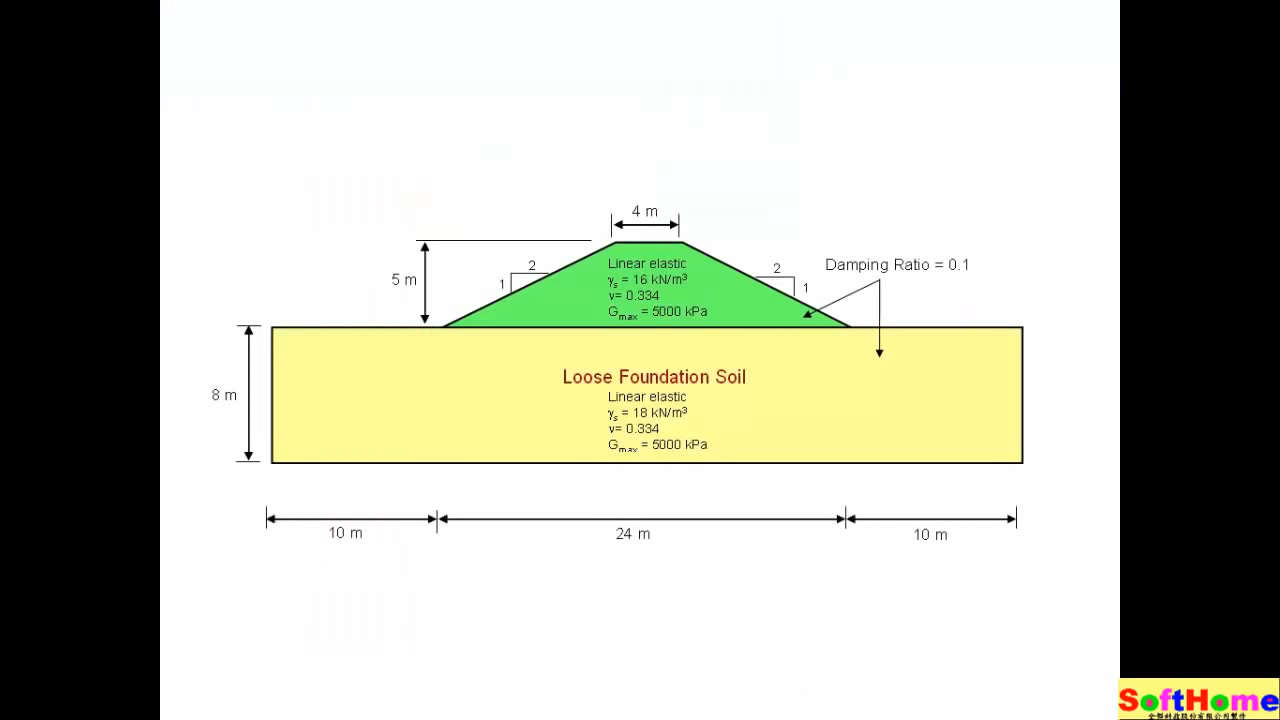 4 m
2
2
Damping Ratio = 0.1
5 m
1
1
Linear elastic
γs = 16 kN/m³
ν= 0.334
Gmax = 5000 kPa
8 m
Loose Foundation Soil
Linear elastic
γs = 18 kN/m³
ν= 0.334
Gmax = 5000 kPa
10 m
24 m
10 m
SoftHome